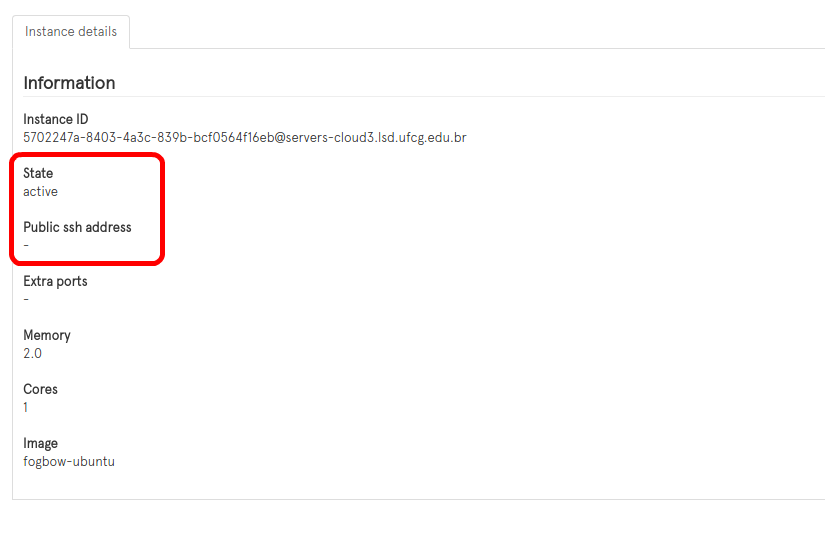 Instance details
Information
Instance ID
5702247a-8403-4a3c-839b-bcf0564f16eb@servers-cloud3.lsd.ufcg.edu.br
State
active
Public ssh address
-
Extra ports
-
Memory
2.0
Cores
1
Image
fogbow-ubuntu